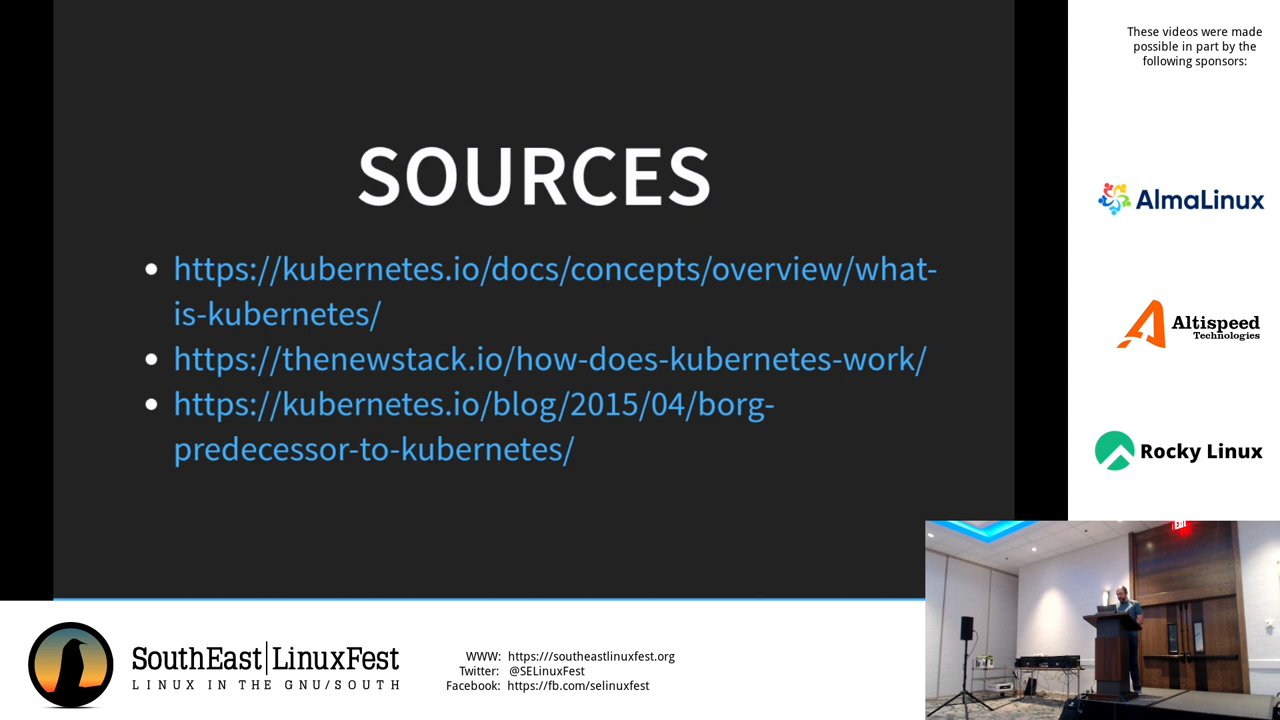 SOURCES
https://kubernetes.io/docs/concepts/overview/what-
is-kubernetes/
https://thenewstack.io/how-does-kubernetes-work/
https://kubernetes.io/blog/2015/04/borg-
predecessor-to-kubernetes/
These videos were made
possible in part by the
following sponsors:
AlmaLinux
Altispeed
Technologies
Rocky Linux
EXIT
SouthEast|LinuxFest
LINUX IN THE GNU/SOUTH
WWW: https:///southeastlinuxfest.org
Twitter: @SELinuxFest
Facebook: https://fb.com/selinuxfest